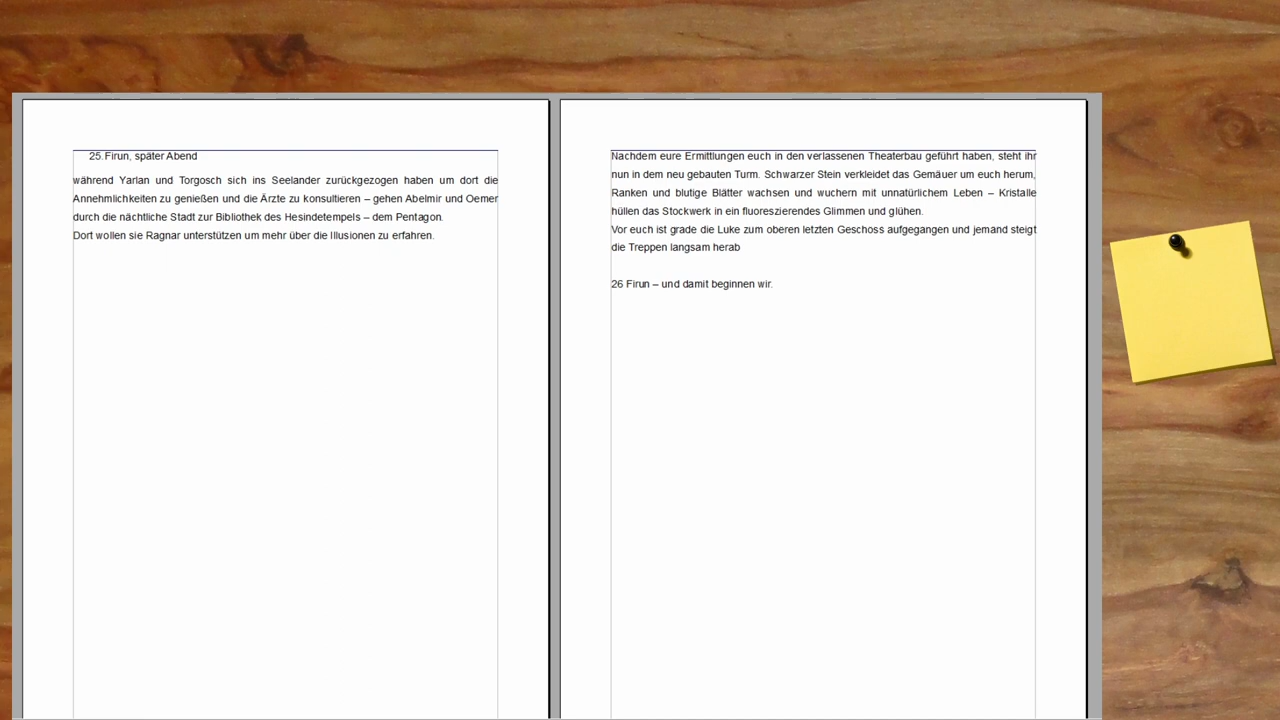 25.Firun, später Abend
während Yarlan und Torgosch sich ins Seelander zurückgezogen haben um dort die
Annehmlichkeiten zu genießen und die Ärzte zu konsultieren – gehen Abelmir und Oemer
durch die nächtliche Stadt zur Bibliothek des Hesindetempels – dem Pentagon.
Dort wollen sie Ragnar unterstützen um mehr über die Illusionen zu erfahren.
Nachdem eure Ermittlungen euch in den verlassenen Theaterbau geführt haben, steht ihr
nun in dem neu gebauten Turm. Schwarzer Stein verkleidet das Gemäuer um euch herum,
Ranken und blutige Blätter wachsen und wuchern mit unnatürlichem Leben – Kristalle
hüllen das Stockwerk in ein fluoreszierendes Glimmen und glühen.
Vor euch ist grade die Luke zum oberen letzten Geschoss aufgegangen und jemand steigt
die Treppen langsam herab
26 Firun – und damit beginnen wir.